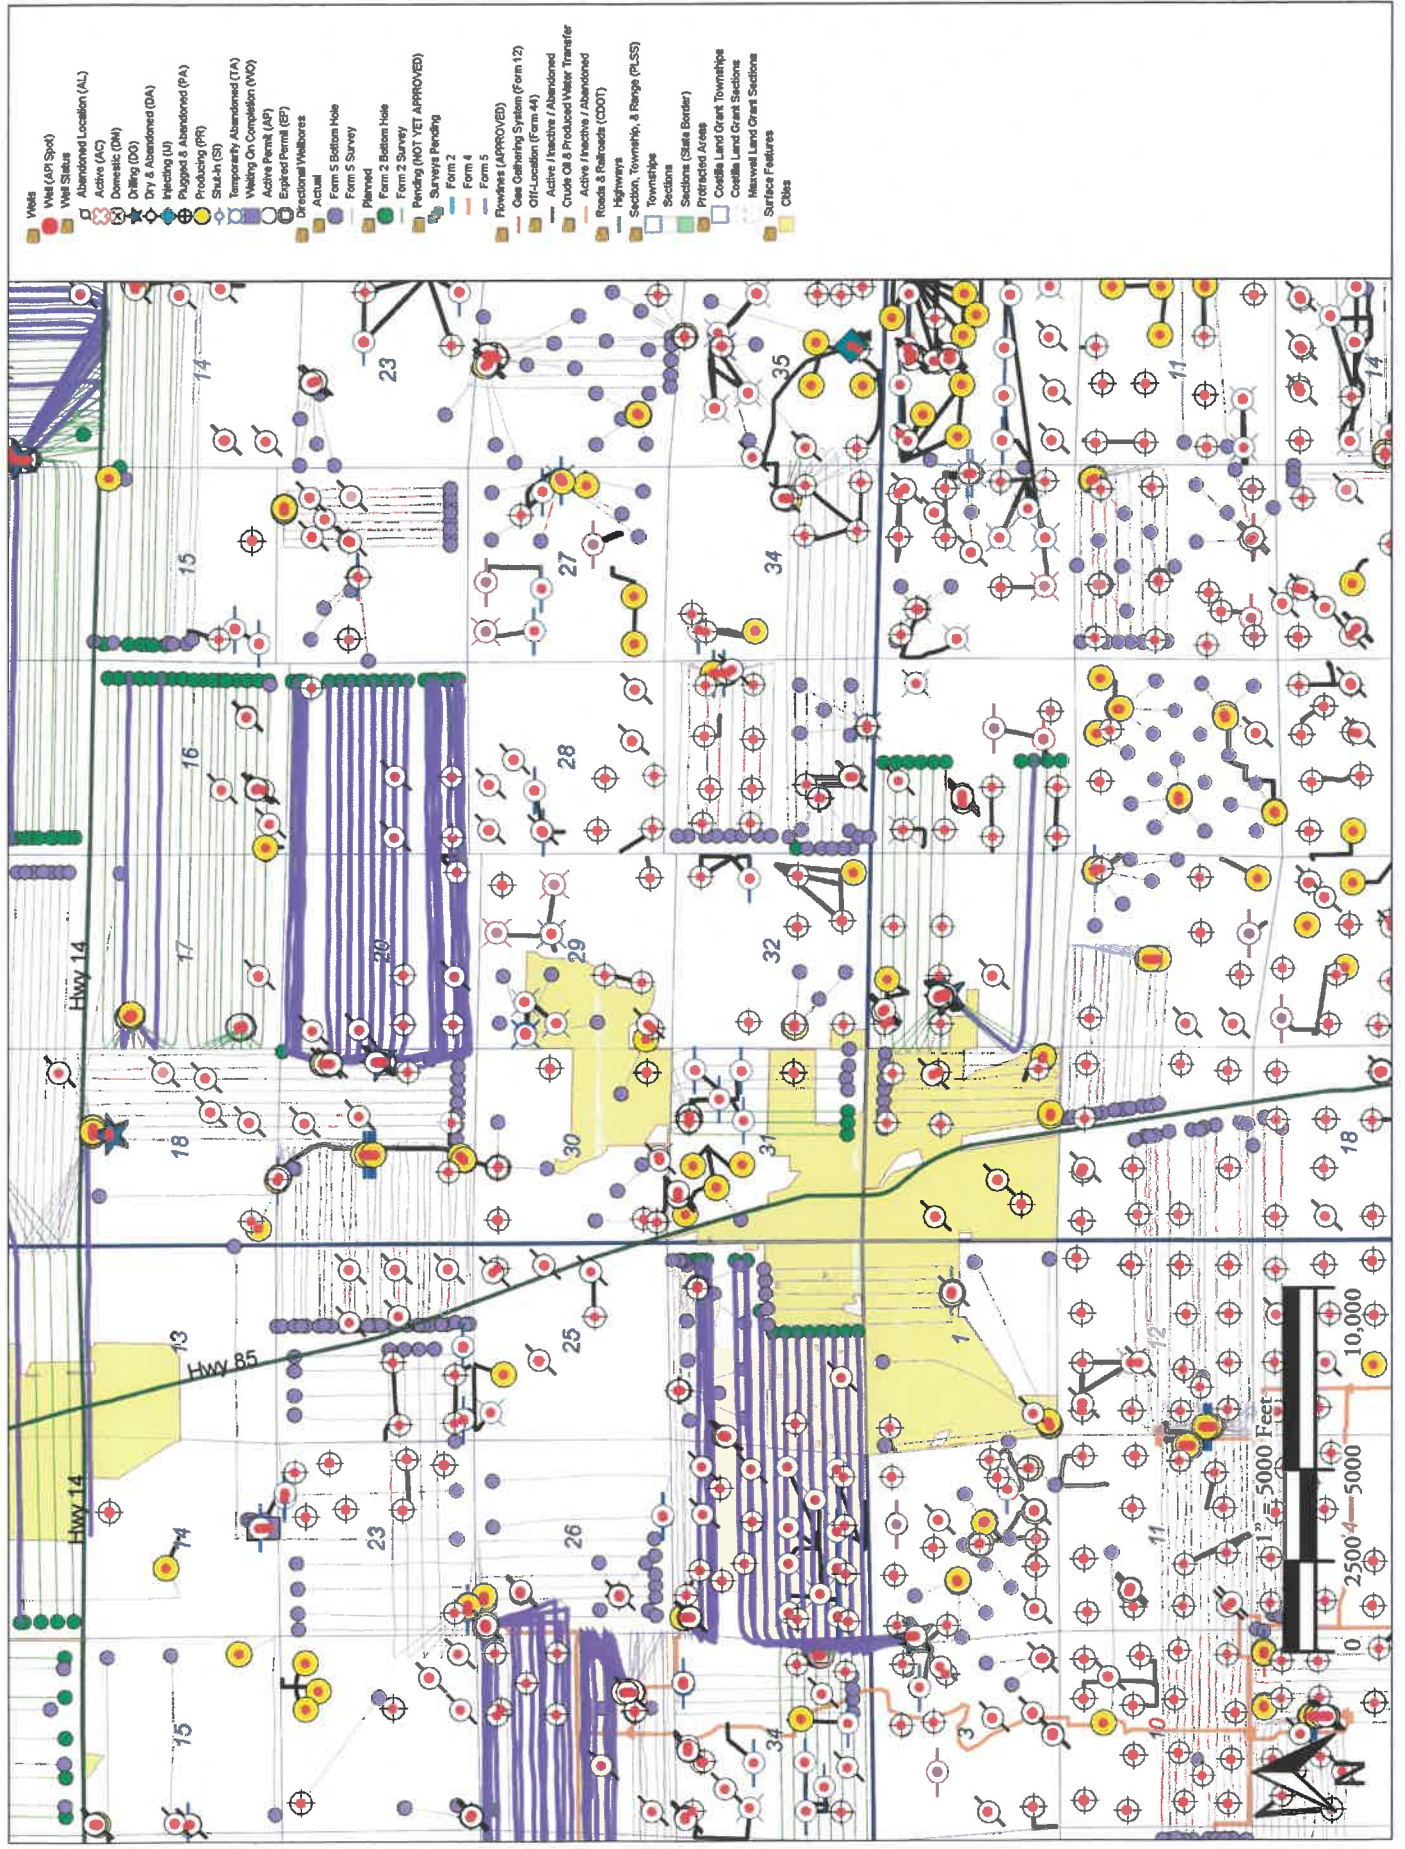 Wells
Well (API Spot)
Well Status
Abandoned Location (AL)
Active (AC)
Domestic (DM)
Drilling (DG)
Dry & Abandoned (DA)
Injecting (IJ)
Plugged & Abandoned (PA)
Producing (PR)
Shut-In (SI)
Temporarily Abandoned (TA)
Waiting On Completion (WO)
Active Permit (AP)
Expired Permit (EP)
Directional Wellbores
Actual
Form 5 Bottom Hole
Form 5 Survey
Planned
Form 2 Bottom Hole
Form 2 Survey
Pending (NOT YET APPROVED)
Surveys Pending
Form 2
Form 4
Form 5
Flowlines (APPROVED)
Gas Gathering System (Form 12)
Off-Location (Form 44)
Active / Inactive / Abandoned
Crude Oil & Produced Water Transfer
Active / Inactive / Abandoned
Roads & Railroads (CDOT)
Highways
Section, Township, & Range (PLSS)
Townships
Sections
Sections (State Border)
Protracted Areas
Costilla Land Grant Townships
Costilla Land Grant Sections
Maxwell Land Grant Sections
Surface Features
Cities
Hwy 14
Hwy 14
Hwy 85
15
14
13
18
17
16
15
14
23
20
23
26
25
30
29
28
27
34
31
32
34
35
3
1
10
11
12
11
18
14
1" = 5000 Feet
0
2500
5000
10,000
N